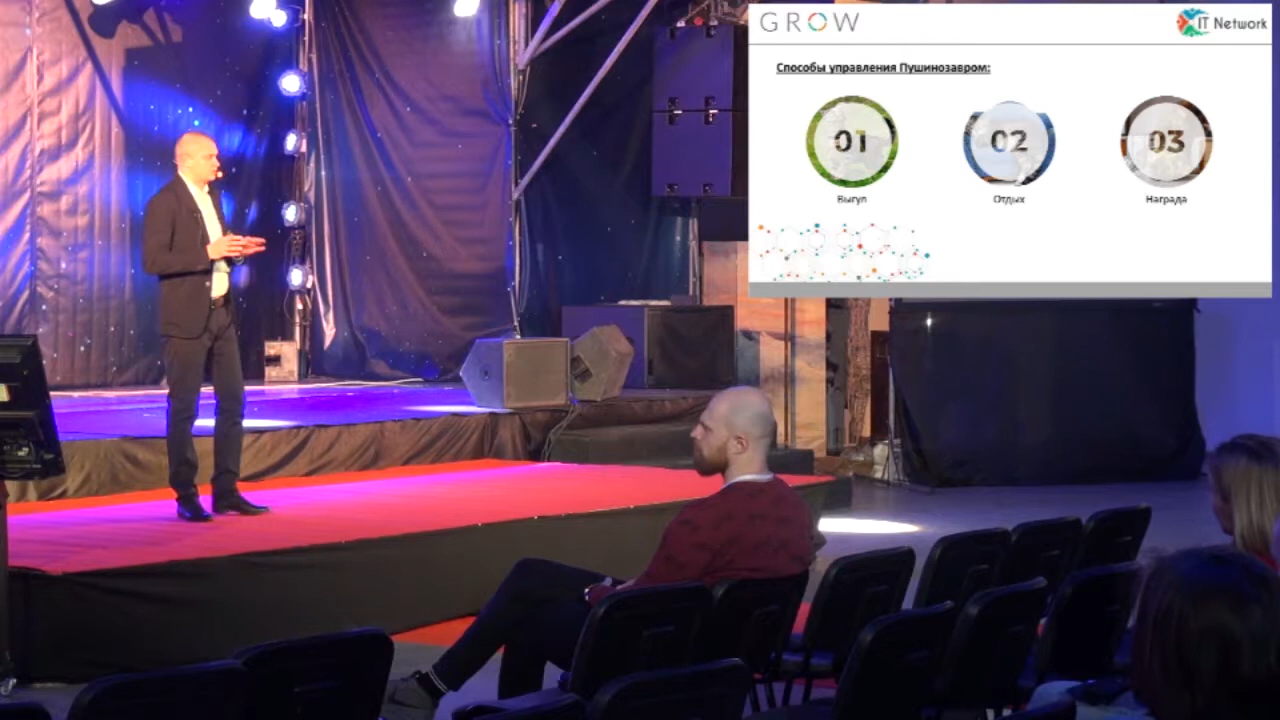 GROW
IT Network
Способы управления Пушинозавром:
01
02
03
Выгул
Отдых
Награда